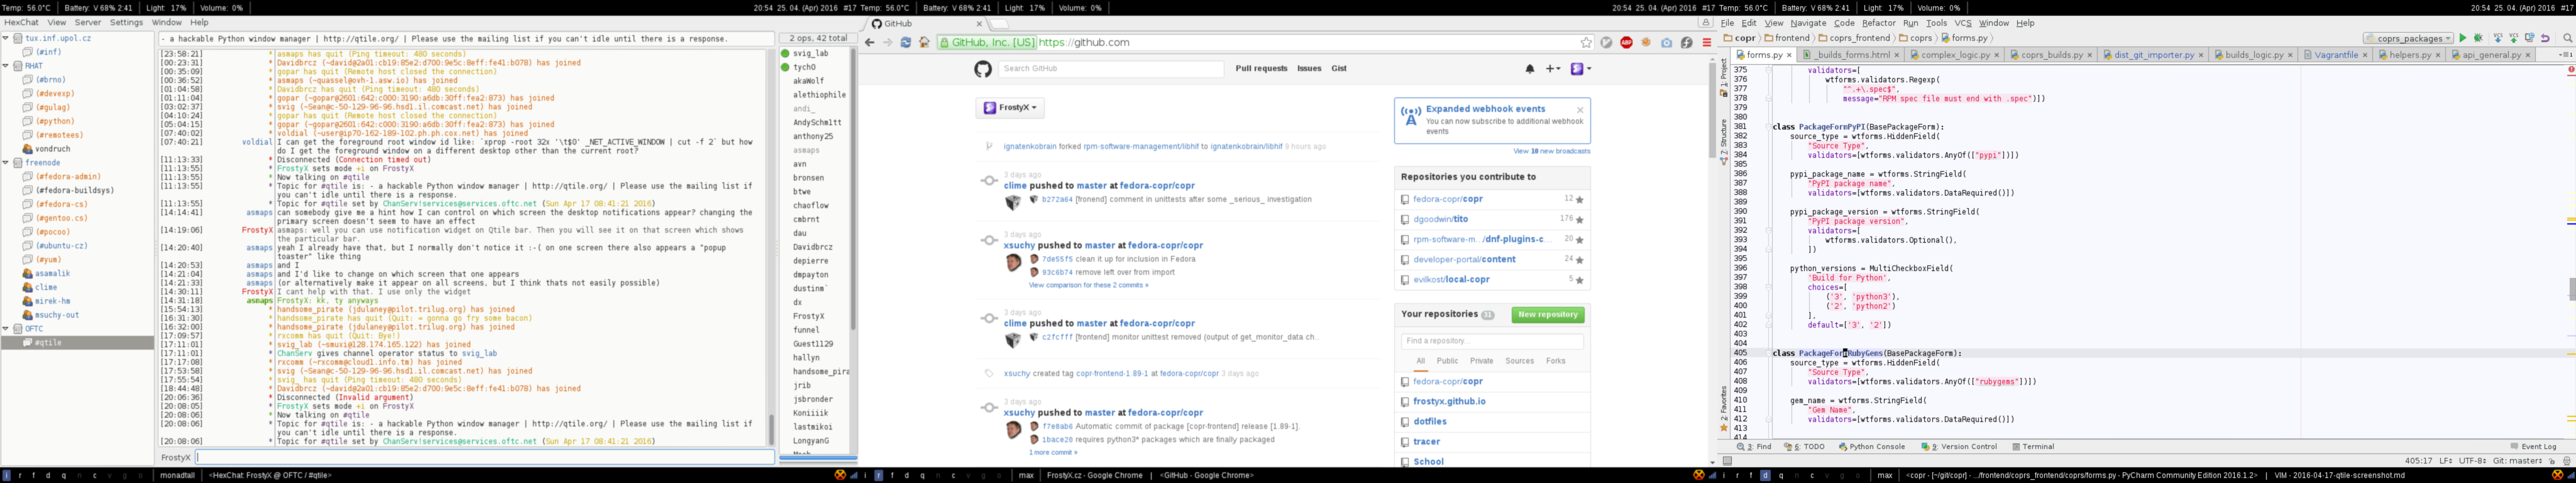 Temp: 56.0°C Battery: V 68% 2:41 Light: 17% Volume: 0% 20:54 25. 04. (Apr) 2016 #17
HexChat View Server Settings Window Help
tux.inf.upol.cz
(#inf)
RHAT
(#brno)
(#devexp)
(#gulag)
(#python)
(#remotees)
vondruch
freenode
(#fedora-admin)
(#fedora-buildsys)
(#fedora-cs)
(#gentoo.cs)
(#pocoo)
(#ubuntu-cz)
(#yum)
asamalik
clime
mirek-hm
msuchy-out
OFTC
#qtile
- a hackable Python window manager | http://qtile.org/ | Please use the mailing list if you can't idle until there is a response.
[23:58:21] * asmaps has quit (Ping timeout: 480 seconds)
[00:23:31] * Davidbrcz (~david@2a01:cb19:85e2:d700:9e5c:8eff:fe41:b078) has joined
[00:35:09] * gopar has quit (Remote host closed the connection)
[00:36:52] * asmaps (~quassel@evh-1.asw.io) has joined
[01:04:58] * Davidbrcz has quit (Ping timeout: 480 seconds)
[01:11:04] * gopar (~gopar@2601:642:c000:3190:a6db:30ff:fea2:873) has joined
[03:02:37] * svig (~Sean@c-50-129-96-96.hsd1.il.comcast.net) has joined
[04:10:24] * gopar has quit (Remote host closed the connection)
[05:04:15] * gopar (~gopar@2601:642:c000:3190:a6db:30ff:fea2:873) has joined
[07:40:02] * voldial (~user@ip70-162-189-102.ph.ph.cox.net) has joined
[07:40:21] voldial I can get the foreground root window id like: `xprop -root 32x '\t$0' _NET_ACTIVE_WINDOW | cut -f 2` but how
do I get the foreground window on a different desktop other than the current root?
[11:13:33] * Disconnected (Connection timed out)
[11:13:55] * FrostyX sets mode +i on FrostyX
[11:13:55] * Now talking on #qtile
[11:13:55] * Topic for #qtile is: - a hackable Python window manager | http://qtile.org/ | Please use the mailing list if
you can't idle until there is a response.
[11:13:55] * Topic for #qtile set by ChanServ!services@services.oftc.net (Sun Apr 17 08:41:21 2016)
[14:14:41] asmaps can somebody give me a hint how I can control on which screen the desktop notifications appear? changing the
primary screen doesn't seem to have an effect
[14:19:06] FrostyX asmaps: well you can use notification widget on Qtile bar. Then you will see it on that screen which shows
the particular bar.
[14:20:40] asmaps yeah I already have that, but I normally don't notice it :-( on one screen there also appears a "popup
toaster" like thing
[14:20:53] asmaps and I
[14:21:04] asmaps and I'd like to change on which screen that one appears
[14:21:33] asmaps (or alternatively make it appear on all screens, but I think thats not easily possible)
[14:30:11] FrostyX I cant help with that. I use only the widget
[14:31:18] asmaps FrostyX: kk, ty anyways
[15:54:13] * handsome_pirate (jdulaney@pilot.trilug.org) has joined
[16:31:30] * handsome_pirate has quit (Quit: = gonna go fry some bacon)
[16:32:00] * handsome_pirate (jdulaney@pilot.trilug.org) has joined
[17:09:57] * rxcomm has quit (Quit: Bye!)
[17:11:01] * svig_lab (~smuxi@128.174.165.122) has joined
[17:11:01] * ChanServ gives channel operator status to svig_lab
[17:17:08] * rxcomm (~rxcomm@cloud1.info.tm) has joined
[17:53:58] * svig (~Sean@c-50-129-96-96.hsd1.il.comcast.net) has joined
[17:55:54] * svig_ has quit (Ping timeout: 480 seconds)
[18:44:48] * Davidbrcz (~david@2a01:cb19:85e2:d700:9e5c:8eff:fe41:b078) has joined
[20:06:36] * Disconnected (Invalid argument)
[20:08:05] * FrostyX sets mode +i on FrostyX
[20:08:06] * Now talking on #qtile
[20:08:06] * Topic for #qtile is: - a hackable Python window manager | http://qtile.org/ | Please use the mailing list if
you can't idle until there is a response.
[20:08:06] * Topic for #qtile set by ChanServ!services@services.oftc.net (Sun Apr 17 08:41:21 2016)
FrostyX
2 ops, 42 total
svig_lab
tychO
akaWolf
alethiophile
andi_
AndySchmltt
anthony25
asmaps
avn
bronsen
btwe
chaoflow
cmbrnt
dau
Davidbrcz
depierre
dmpayton
dustinm`
dx
FrostyX
funnel
Guest1129
hallyn
handsome_pira
jrib
jsbronder
Koniiiik
lastmikoi
LongyanG
i r f d q n c v g o monadtall <HexChat: FrostyX @ OFTC / #qtile>
Temp: 56.0°C Battery: V 68% 2:41 Light: 17% Volume: 0% 20:54 25. 04. (Apr) 2016 #17
GitHub
GitHub, Inc. [US] https://github.com
ABP
Search GitHub Pull requests Issues Gist
FrostyX
ignatenkobrain forked rpm-software-management/libhif to ignatenkobrain/libhif 9 hours ago
3 days ago
clime pushed to master at fedora-copr/copr
b272a64 [fronend] comment in unittests after some _serious_ investigation
3 days ago
xsuchy pushed to master at fedora-copr/copr
7de55f5 clean it up for inclusion in Fedora
93c6b74 remove left over from import
View comparison for these 2 commits »
3 days ago
clime pushed to master at fedora-copr/copr
c2fcfff [frontend] monitor unittest removed (output of get_monitor_data ch...
xsuchy created tag copr-frontend-1.89-1 at fedora-copr/copr 3 days ago
3 days ago
xsuchy pushed to master at fedora-copr/copr
f7e8ab6 Automatic commit of package [copr-frontend] release [1.89-1].
1bace20 requires python3* packages which are finally packaged
1 more commit »
Expanded webhook events
You can now subscribe to additional webhook
events
View 18 new broadcasts
Repositories you contribute to
fedora-copr/copr 12
dgoodwin/tito 176
rpm-software-m.../dnf-plugins-c... 20
developer-portal/content 24
evilkost/local-copr 5
Your repositories 31 New repository
Find a repository...
All Public Private Sources Forks
fedora-copr/copr
frostyx.github.io
dotfiles
tracer
School
i r f d q n c v g o max FrostyX.cz - Google Chrome | <GitHub - Google Chrome>
Temp: 56.0°C Battery: V 68% 2:41 Light: 17% Volume: 0% 20:54 25. 04. (Apr) 2016 #17
File Edit View Navigate Code Refactor Run Tools VCS Window Help
copr frontend coprs_frontend coprs forms.py coprs_packages
forms.py _builds_forms.html complex_logic.py coprs_builds.py dist_git_importer.py builds_logic.py Vagrantfile helpers.py api_general.py
1: Project
7: Structure
2: Favorites
375 validators=[
376 wtforms.validators.Regexp(
377 "^.+\.spec$",
378 message="RPM spec file must end with .spec")])
379
380
381 class PackageFormPyPI(BasePackageForm):
382 source_type = wtforms.HiddenField(
383 "Source Type",
384 validators=[wtforms.validators.AnyOf(["pypi"])])
385
386 pypi_package_name = wtforms.StringField(
387 "PyPI package name",
388 validators=[wtforms.validators.DataRequired()])
389
390 pypi_package_version = wtforms.StringField(
391 "PyPI package version",
392 validators=[
393 wtforms.validators.Optional(),
394 ])
395
396 python_versions = MultiCheckboxField(
397 'Build for Python',
398 choices=[
399 ('3', 'python3'),
400 ('2', 'python2')
401 ],
402 default=['3', '2'])
403
404
405 class PackageFormRubyGems(BasePackageForm):
406 source_type = wtforms.HiddenField(
407 "Source Type",
408 validators=[wtforms.validators.AnyOf(["rubygems"])])
409
410 gem_name = wtforms.StringField(
411 "Gem Name",
412 validators=[wtforms.validators.DataRequired()])
413
414
3: Find 6: TODO Python Console 9: Version Control Terminal Event Log
405:17 LF÷ UTF-8÷ Git: master÷
i r f d q n c v g o max <copr - [~/git/copr] - .../frontend/coprs_frontend/coprs/forms.py - PyCharm Community Edition 2016.1.2> | VIM - 2016-04-17-qtile-screenshot.md